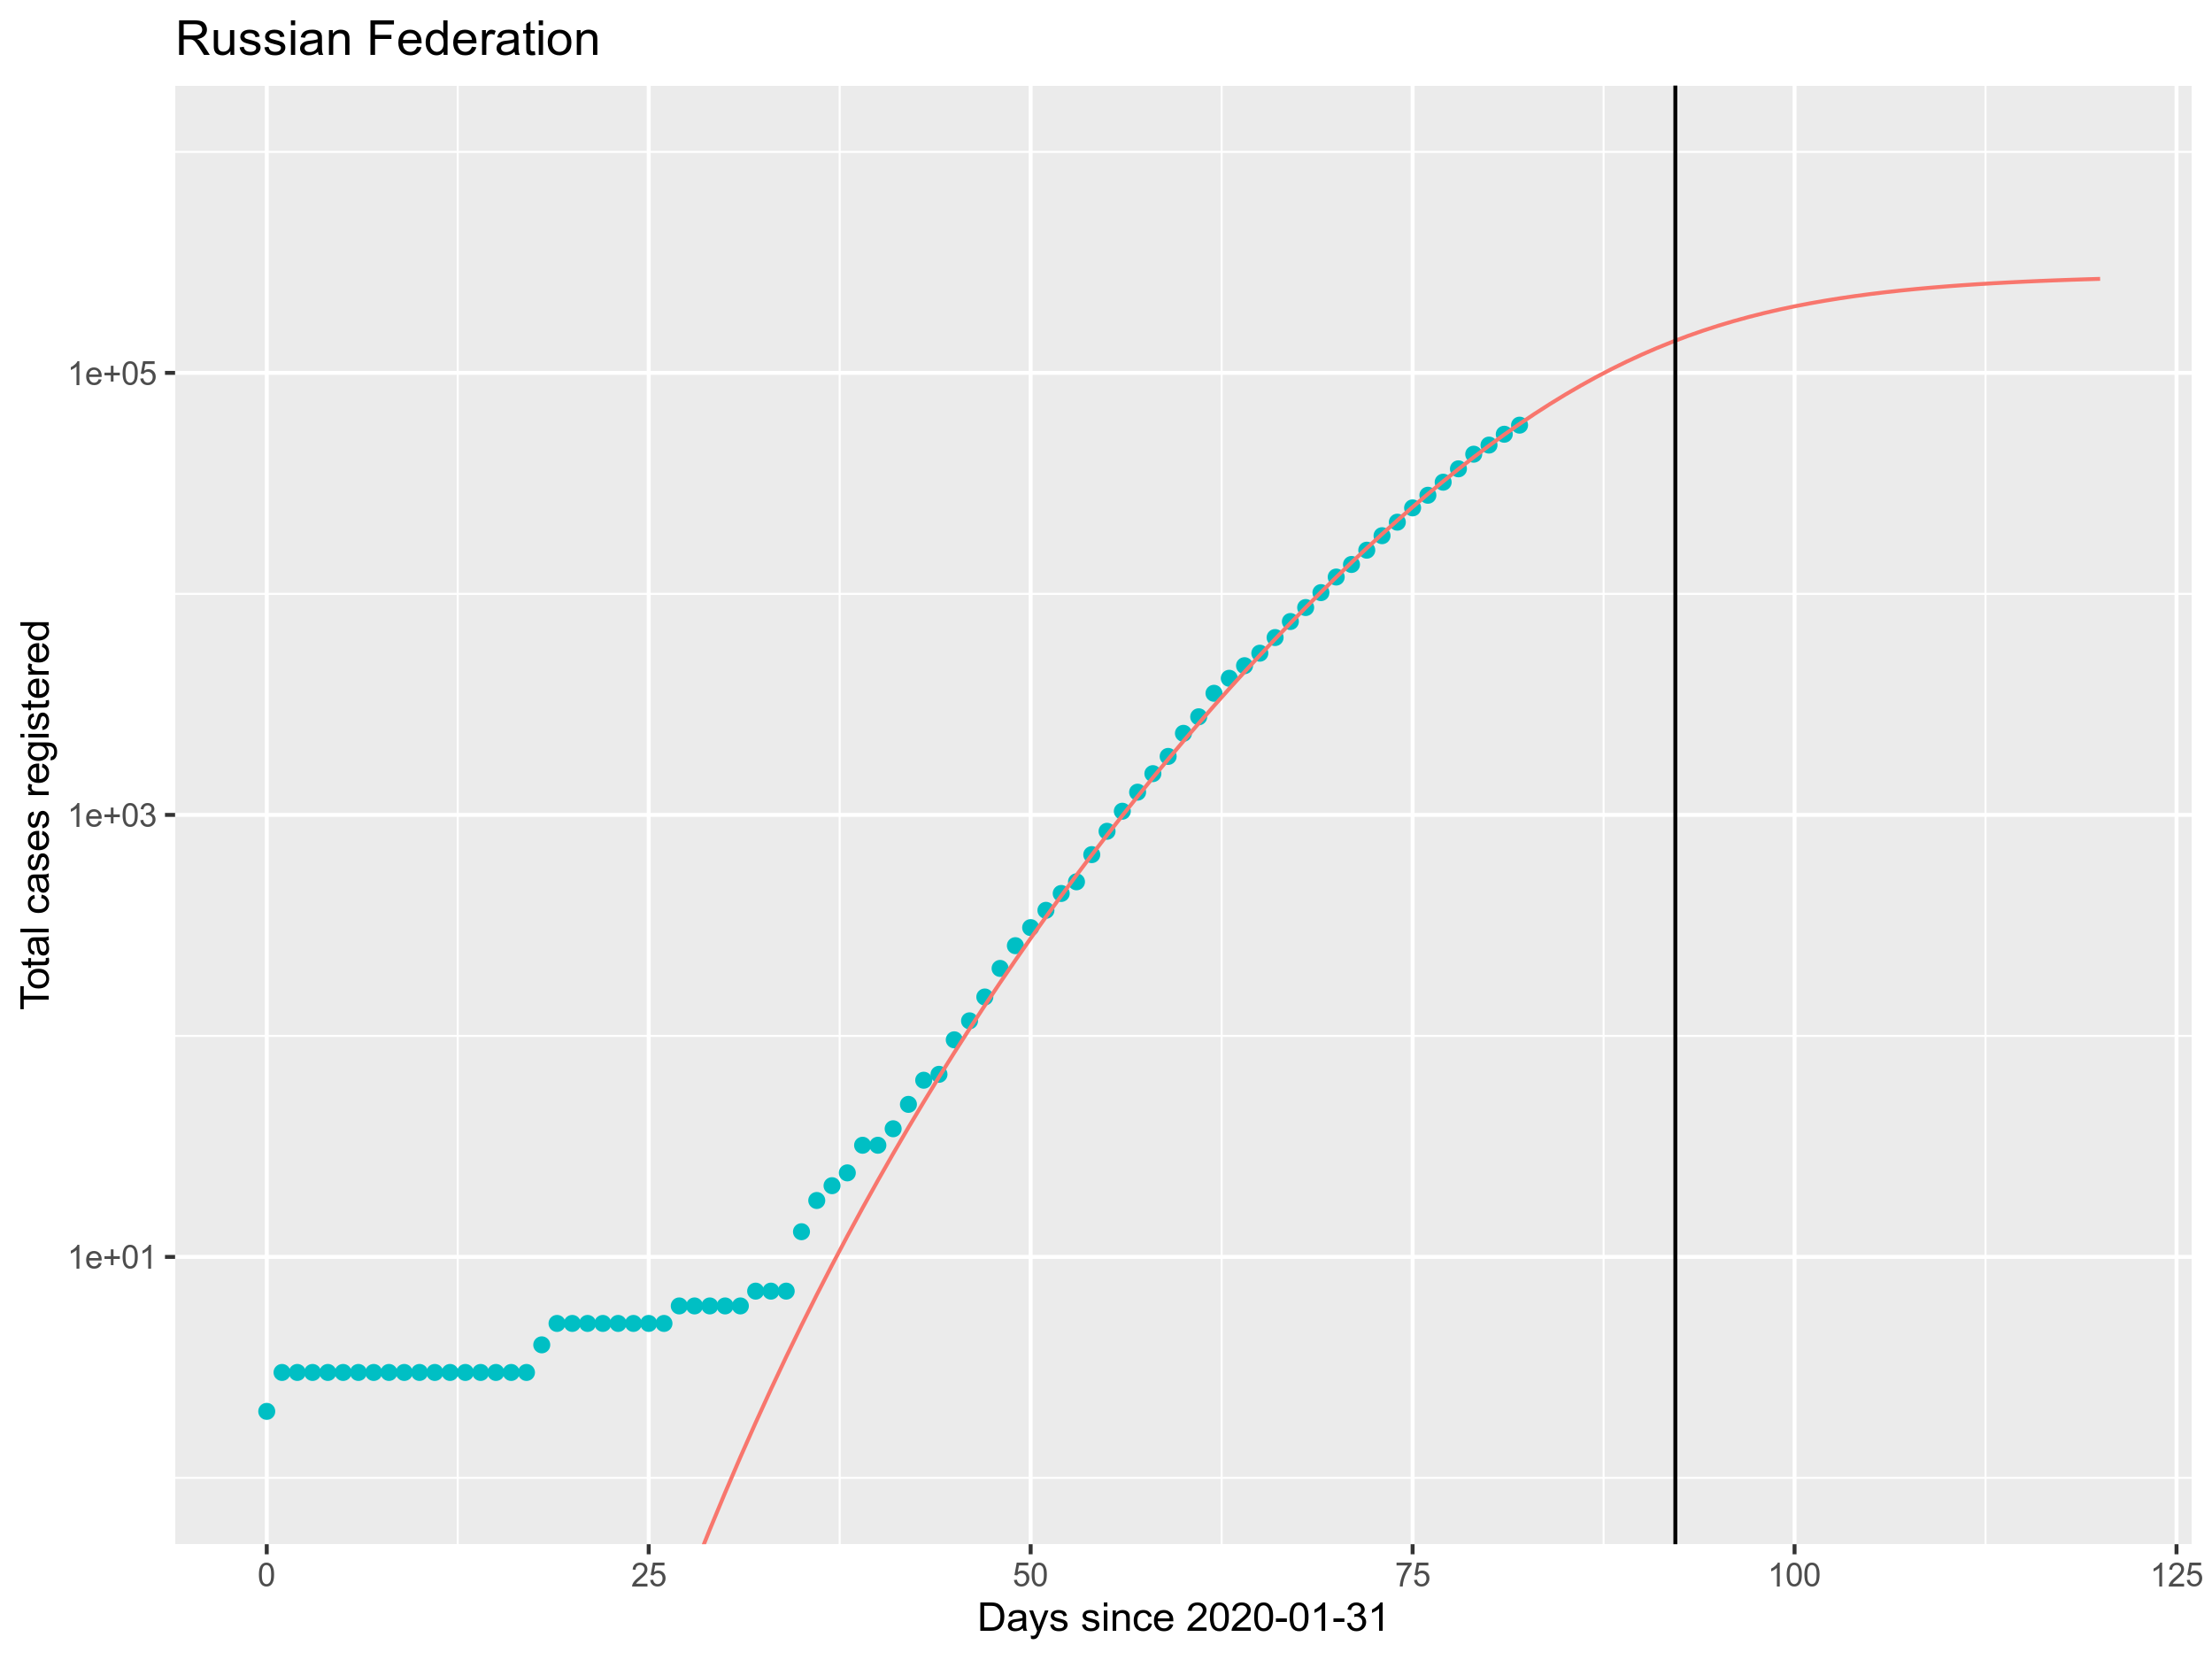 Russian Federation
Total cases registered
1e+05
1e+03
1e+01
0 25 50 75 100 125
Days since 2020-01-31